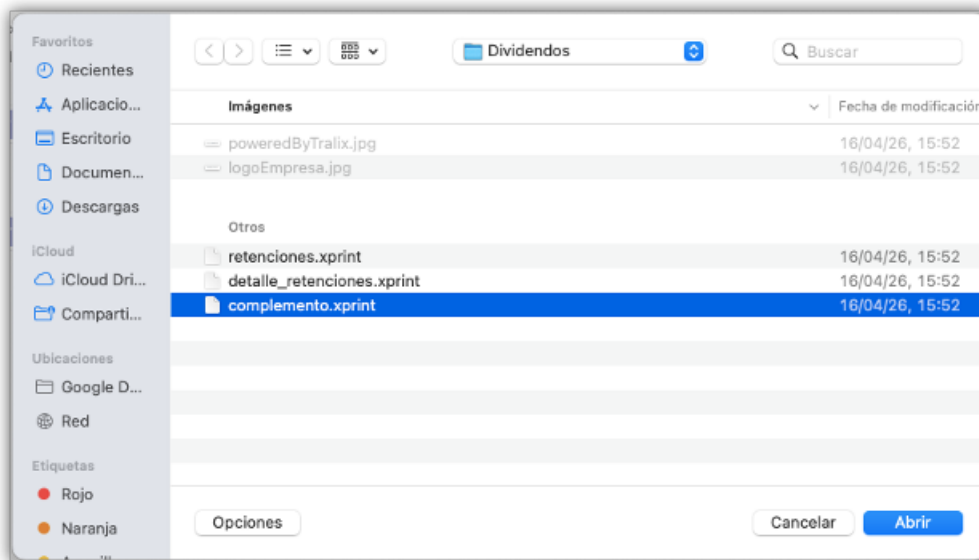 Favoritos
Recientes
Aplicacio...
Escritorio
Documen...
Descargas
iCloud
iCloud Dri...
Comparti...
Ubicaciones
Google D...
Red
Etiquetas
Rojo
Naranja
Dividendos
Buscar
Imágenes Fecha de modificación
poweredByTralix.jpg 16/04/26, 15:52
logoEmpresa.jpg 16/04/26, 15:52
Otros
retenciones.xprint 16/04/26, 15:52
detalle_retenciones.xprint 16/04/26, 15:52
complemento.xprint 16/04/26, 15:52
Opciones Cancelar Abrir